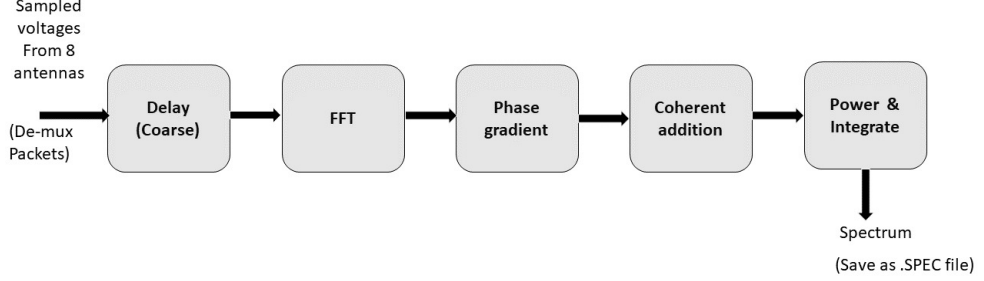 Sampled
voltages
From 8
antennas
(De-mux
Packets)
Delay
(Coarse)
FFT
Phase
gradient
Coherent
addition
Power &
Integrate
Spectrum
(Save as .SPEC file)